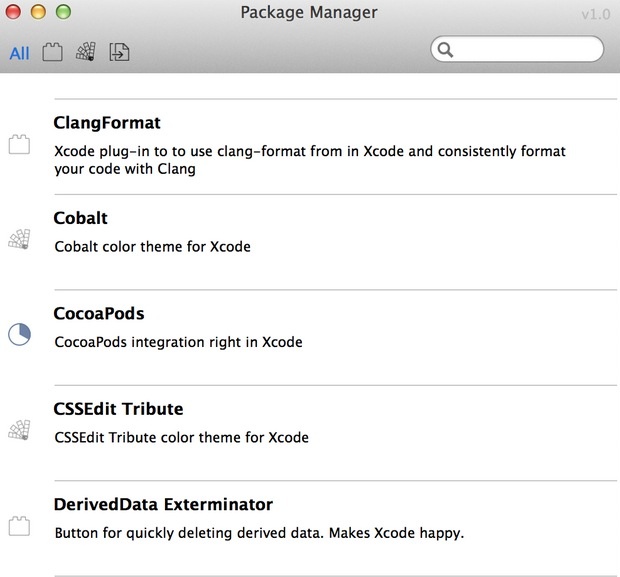 Package Manager
v1.0
All
ClangFormat
Xcode plug-in to to use clang-format from in Xcode and consistently format
your code with Clang
Cobalt
Cobalt color theme for Xcode
CocoaPods
CocoaPods integration right in Xcode
CSSEdit Tribute
CSSEdit Tribute color theme for Xcode
DerivedData Exterminator
Button for quickly deleting derived data. Makes Xcode happy.